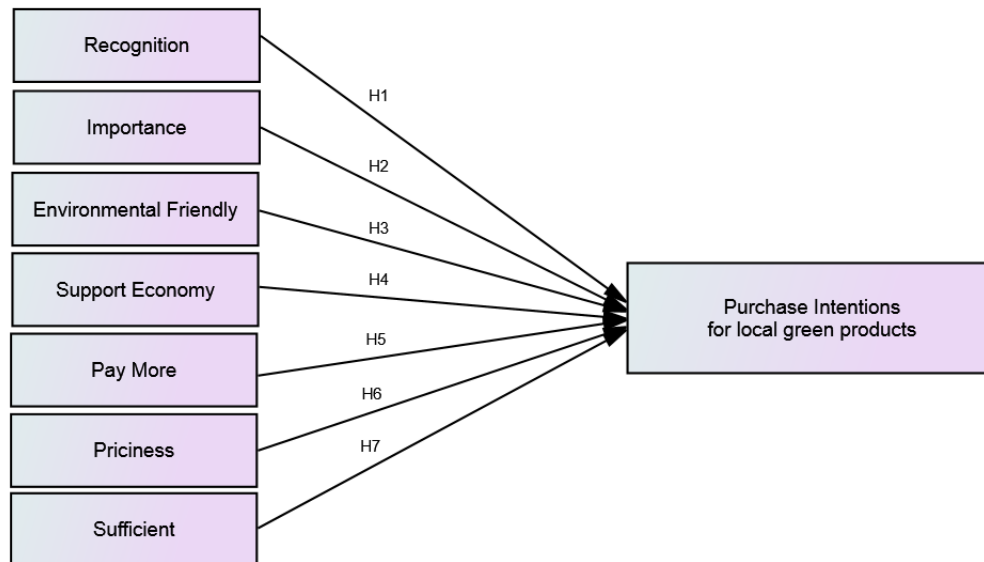 Recognition
H1
Importance
H2
Environmental Friendly
H3
Support Economy
H4
Pay More
H5
Priciness
H6
Sufficient
H7
Purchase Intentions
for local green products